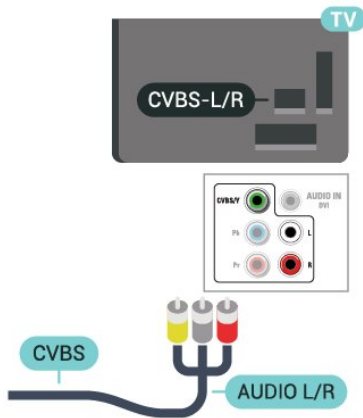 TV
CVBS-L/R
CVBS/Y
AUDIO IN
DVI
Pb
L
Pr
R
CVBS
AUDIO L/R